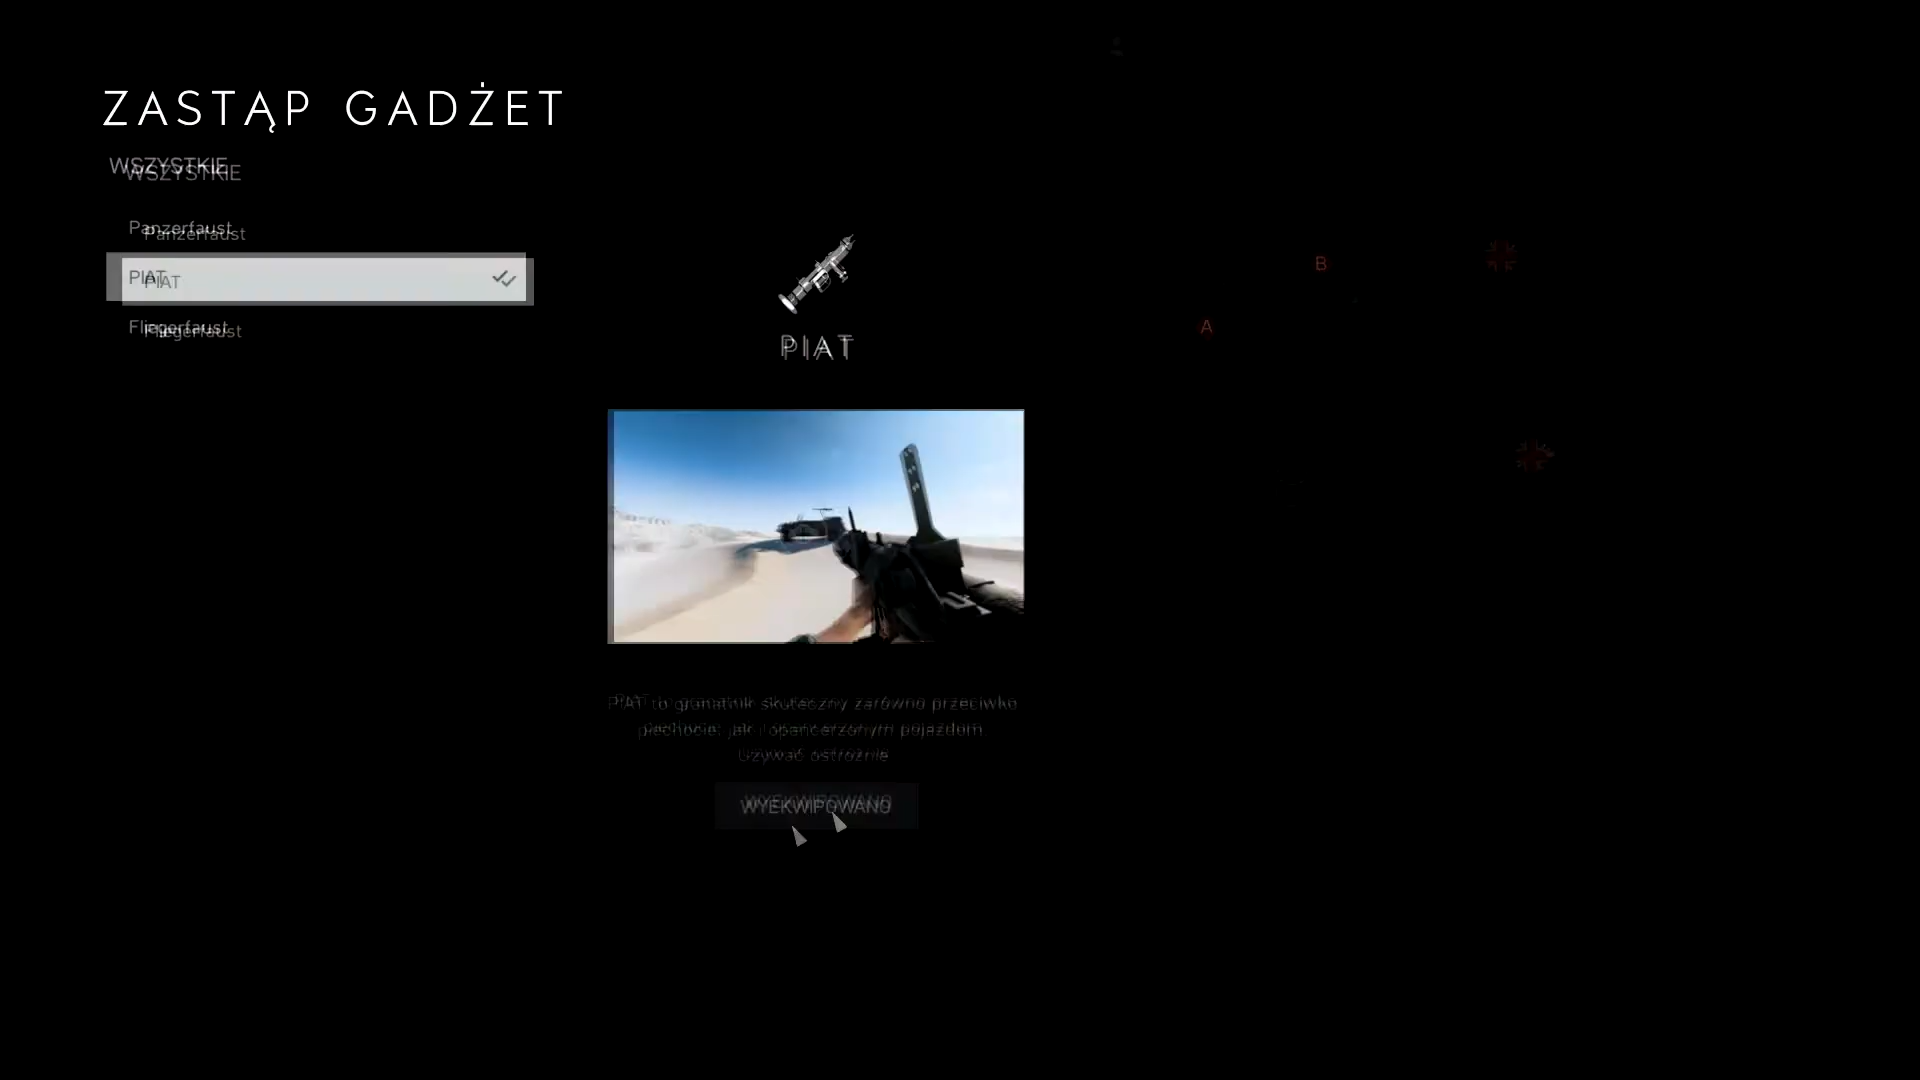 ZASTĄP GADŻET
WSZYSTKIE
Panzerfaust
PIAT
Fliegerfaust
B
A
PIAT
PIAT to granatnik skuteczny zarówno przeciwko
piechocie, jak i opancerzonym pojazdom
Używać ostrożnie
WYEKWIPOWANO